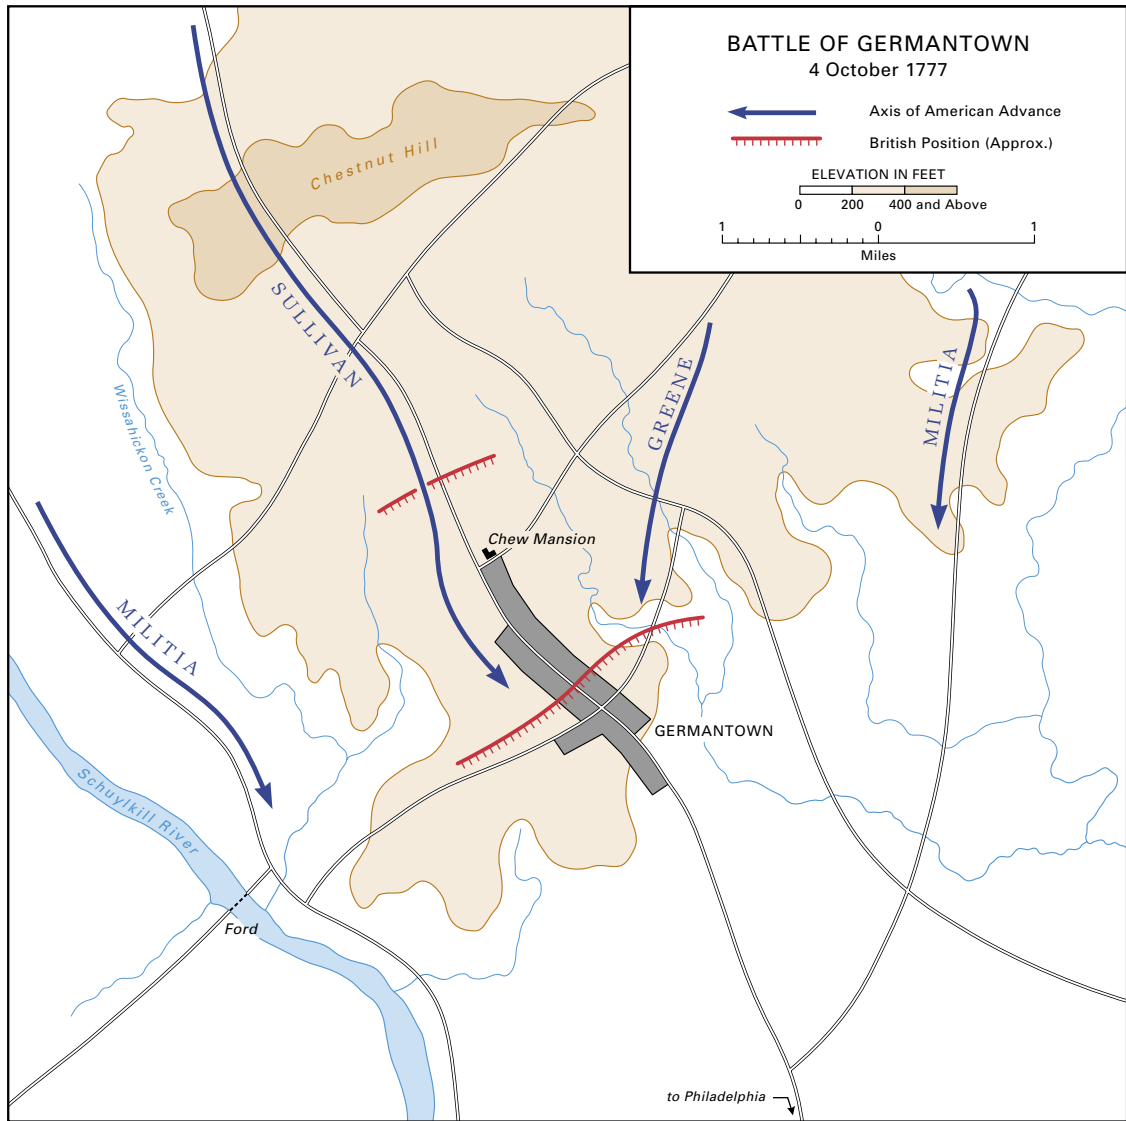 BATTLE OF GERMANTOWN
4 October 1777
Axis of American Advance
British Position (Approx.)
ELEVATION IN FEET
0 200 400 and Above
1 0 1
Miles
Chestnut Hill
SULLIVAN
GREENE
MILITIA
Wissahickon Creek
Chew Mansion
MILITIA
GERMANTOWN
Schuylkill River
Ford
to Philadelphia